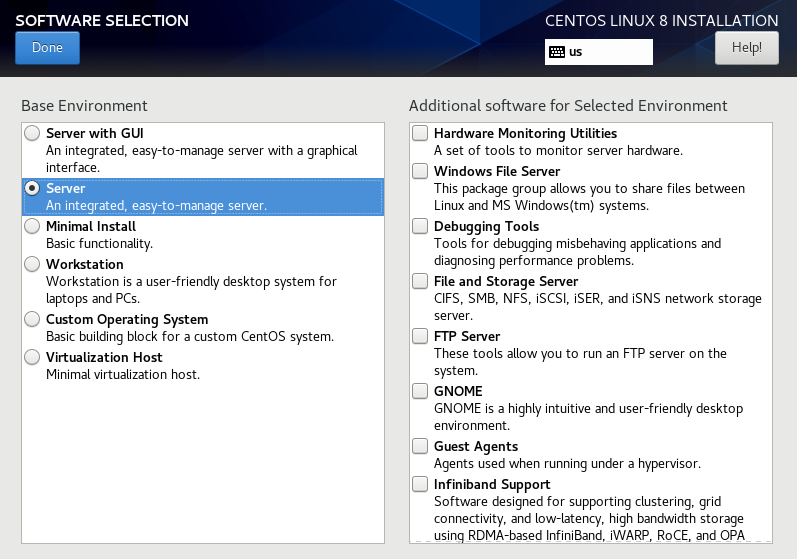 SOFTWARE SELECTION
CENTOS LINUX 8 INSTALLATION
Done
us
Help!
Base Environment
Server with GUI
An integrated, easy-to-manage server with a graphical
interface.
Server
An integrated, easy-to-manage server.
Minimal Install
Basic functionality.
Workstation
Workstation is a user-friendly desktop system for
laptops and PCs.
Custom Operating System
Basic building block for a custom CentOS system.
Virtualization Host
Minimal virtualization host.
Additional software for Selected Environment
Hardware Monitoring Utilities
A set of tools to monitor server hardware.
Windows File Server
This package group allows you to share files between
Linux and MS Windows(tm) systems.
Debugging Tools
Tools for debugging misbehaving applications and
diagnosing performance problems.
File and Storage Server
CIFS, SMB, NFS, iSCSI, iSER, and iSNS network storage
server.
FTP Server
These tools allow you to run an FTP server on the
system.
GNOME
GNOME is a highly intuitive and user-friendly desktop
environment.
Guest Agents
Agents used when running under a hypervisor.
Infiniband Support
Software designed for supporting clustering, grid
connectivity, and low-latency, high bandwidth storage
using RDMA-based InfiniBand, iWARP, RoCE, and OPA